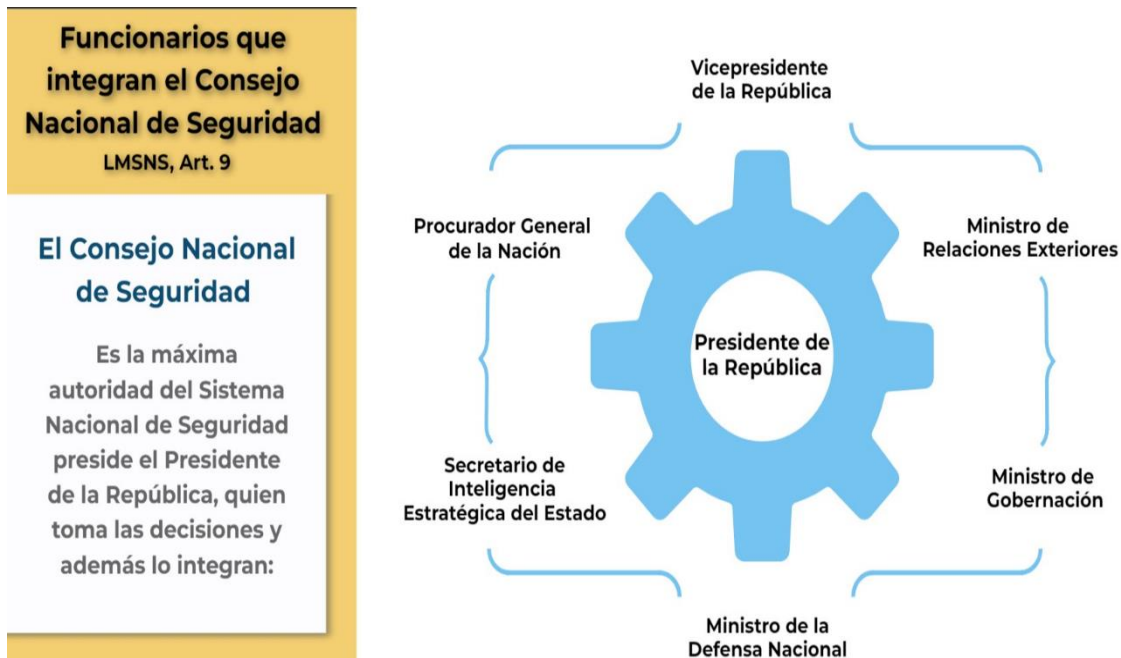 Funcionarios que
integran el Consejo
Nacional de Seguridad
LMSNS, Art. 9
El Consejo Nacional
de Seguridad
Es la máxima
autoridad del Sistema
Nacional de Seguridad
preside el Presidente
de la República, quien
toma las decisiones y
además lo integran:
Vicepresidente
de la República
Procurador General
de la Nación
Ministro de
Relaciones Exteriores
Presidente de
la República
Secretario de
Inteligencia
Estratégica del Estado
Ministro de
Gobernación
Ministro de la
Defensa Nacional